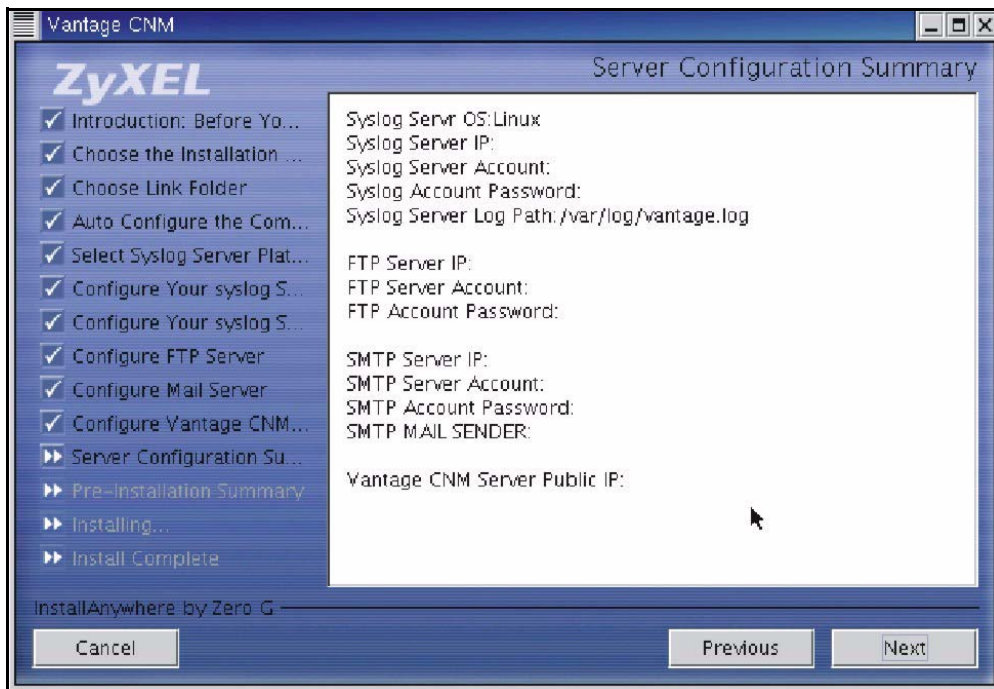 Vantage CNM
ZyXEL
Server Configuration Summary
Introduction: Before Yo...
Choose the Installation ...
Choose Link Folder
Auto Configure the Com...
Select Syslog Server Plat...
Configure Your syslog S...
Configure Your syslog S...
Configure FTP Server
Configure Mail Server
Configure Vantage CNM...
Server Configuration Su...
Pre-Installation Summary
Installing...
Install Complete
Syslog Servr OS:Linux
Syslog Server IP:
Syslog Server Account:
Syslog Account Password:
Syslog Server Log Path:/var/log/vantage.log
FTP Server IP:
FTP Server Account:
FTP Account Password:
SMTP Server IP:
SMTP Server Account:
SMTP Account Password:
SMTP MAIL SENDER:
Vantage CNM Server Public IP:
InstallAnywhere by Zero G
Cancel
Previous
Next